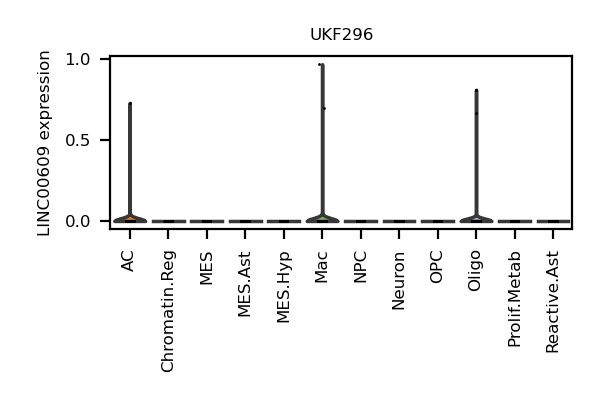 UKF296
LINC00609 expression
1.0
0.5
0.0
AC
Chromatin.Reg
MES
MES.Ast
MES.Hyp
Mac
NPC
Neuron
OPC
Oligo
Prolif.Metab
Reactive.Ast